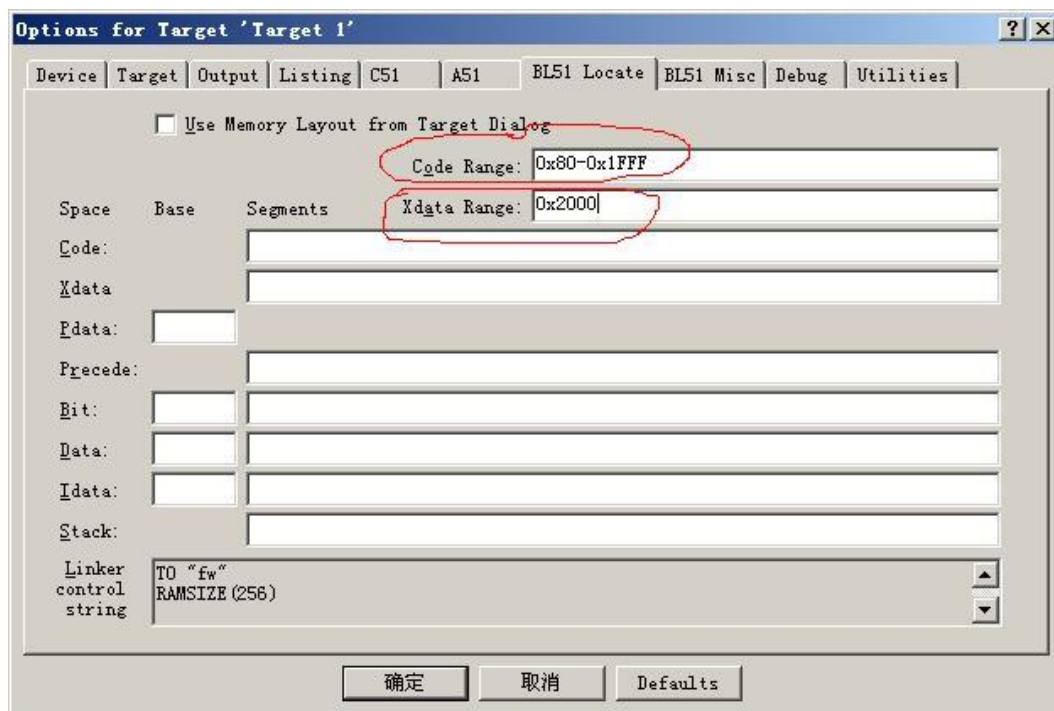 Options for Target 'Target 1'
Device Target Output Listing C51 A51 BL51 Locate BL51 Misc Debug Utilities
Use Memory Layout from Target Dialog
Code Range: 0x80-0x1FFF
Space Base Segments Xdata Range: 0x2000
Code:
Xdata
Pdata:
Precede:
Bit:
Data:
Idata:
Stack:
Linker control string
TO "fw"
RAMSIZE(256)
确定 取消 Defaults